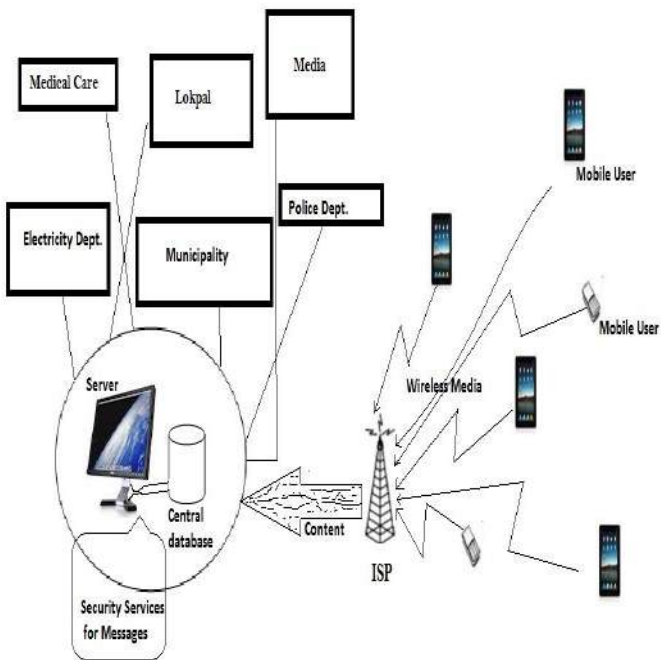 Media
Medical Care
Lokpal
Mobile User
Police Dept.
Electricity Dept.
Municipality
Mobile User
Server
Wireless Media
Central
database
Content
ISP
Security Services
for Messages